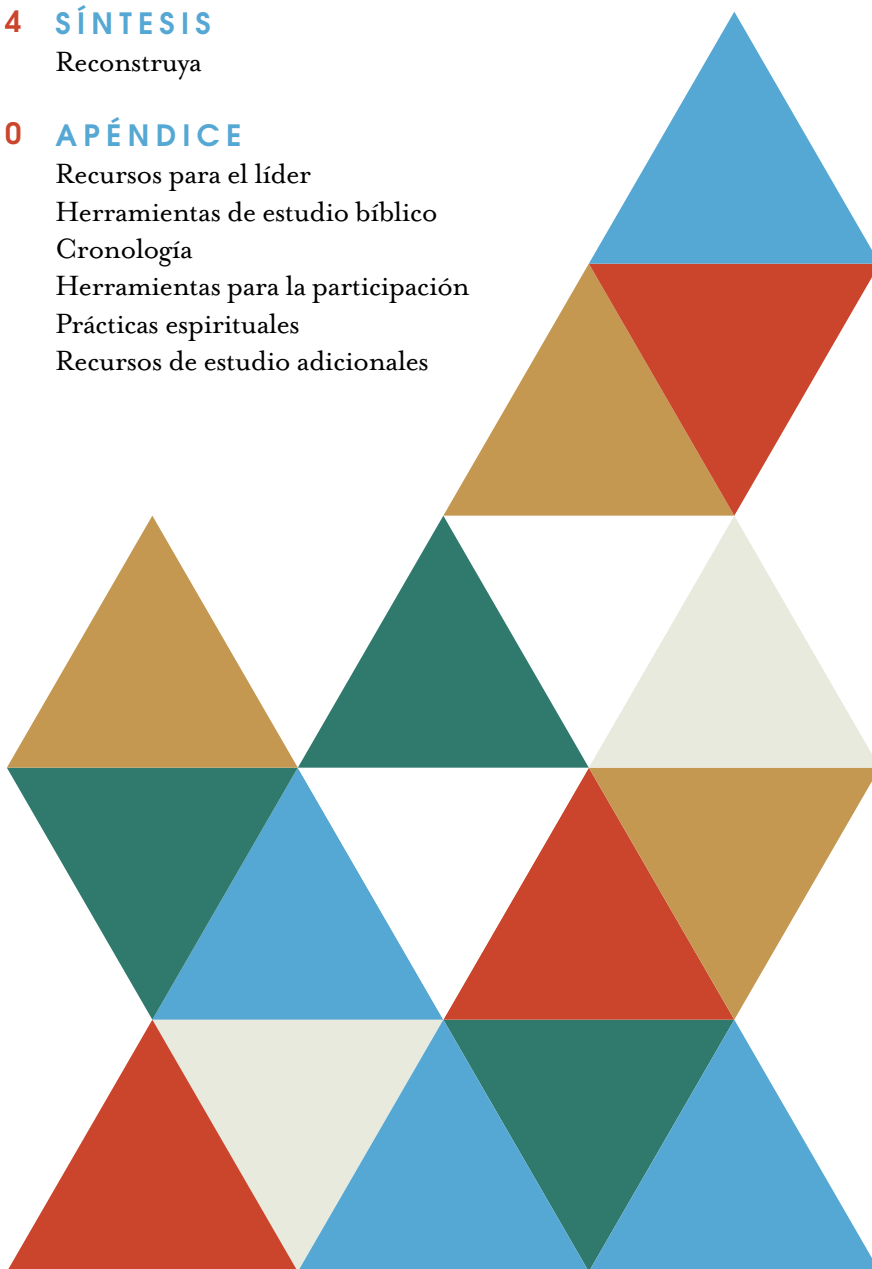 4 SÍNTESIS
Reconstruya
0 APÉNDICE
Recursos para el líder
Herramientas de estudio bíblico
Cronología
Herramientas para la participación
Prácticas espirituales
Recursos de estudio adicionales